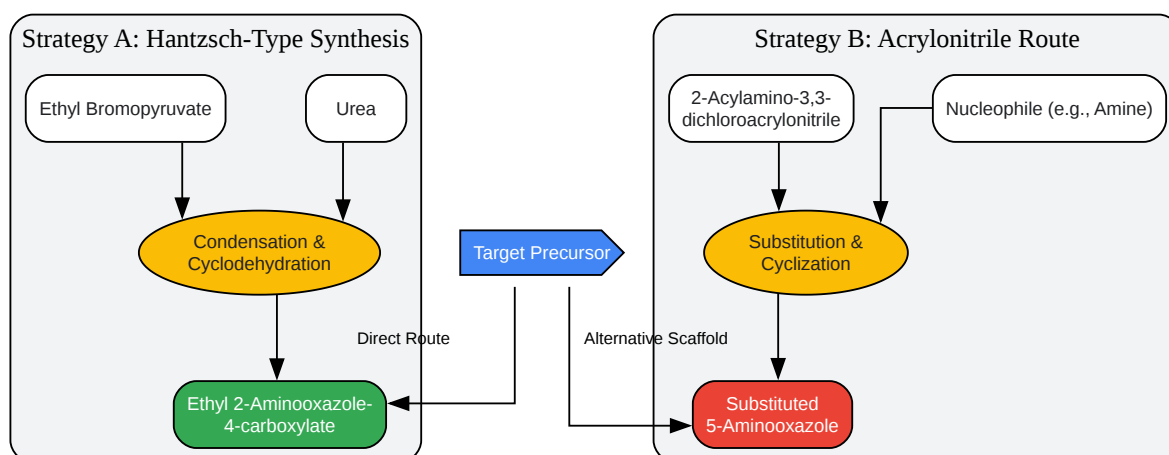 Strategy A: Hantzsch-Type Synthesis
Ethyl Bromopyruvate
Urea
Condensation &
Cyclodehydration
Direct Route
Ethyl 2-Aminooxazole-
4-carboxylate
Target Precursor
Alternative Scaffold
Strategy B: Acrylonitrile Route
2-Acylamino-3,3-
dichloroacrylonitrile
Nucleophile (e.g., Amine)
Substitution &
Cyclization
Substituted
5-Aminooxazole